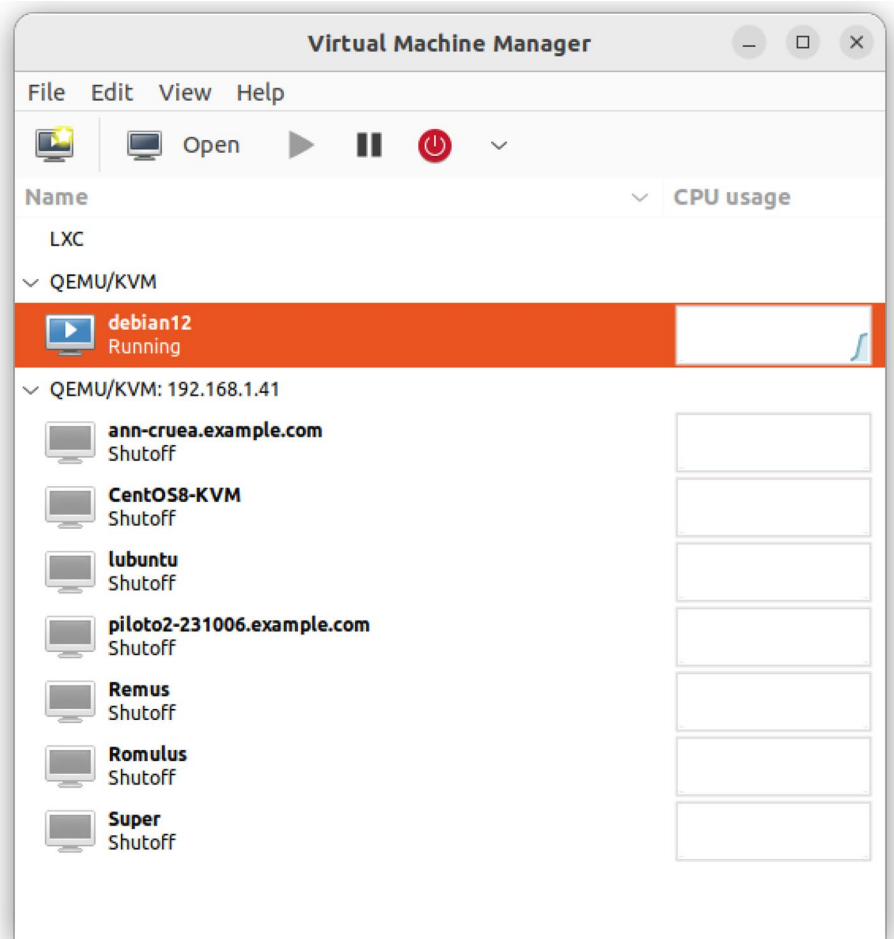 Virtual Machine Manager
File Edit View Help
Open
Name CPU usage
LXC
QEMU/KVM
debian12
Running
QEMU/KVM: 192.168.1.41
ann-cruea.example.com
Shutoff
CentOS8-KVM
Shutoff
lubuntu
Shutoff
piloto2-231006.example.com
Shutoff
Remus
Shutoff
Romulus
Shutoff
Super
Shutoff